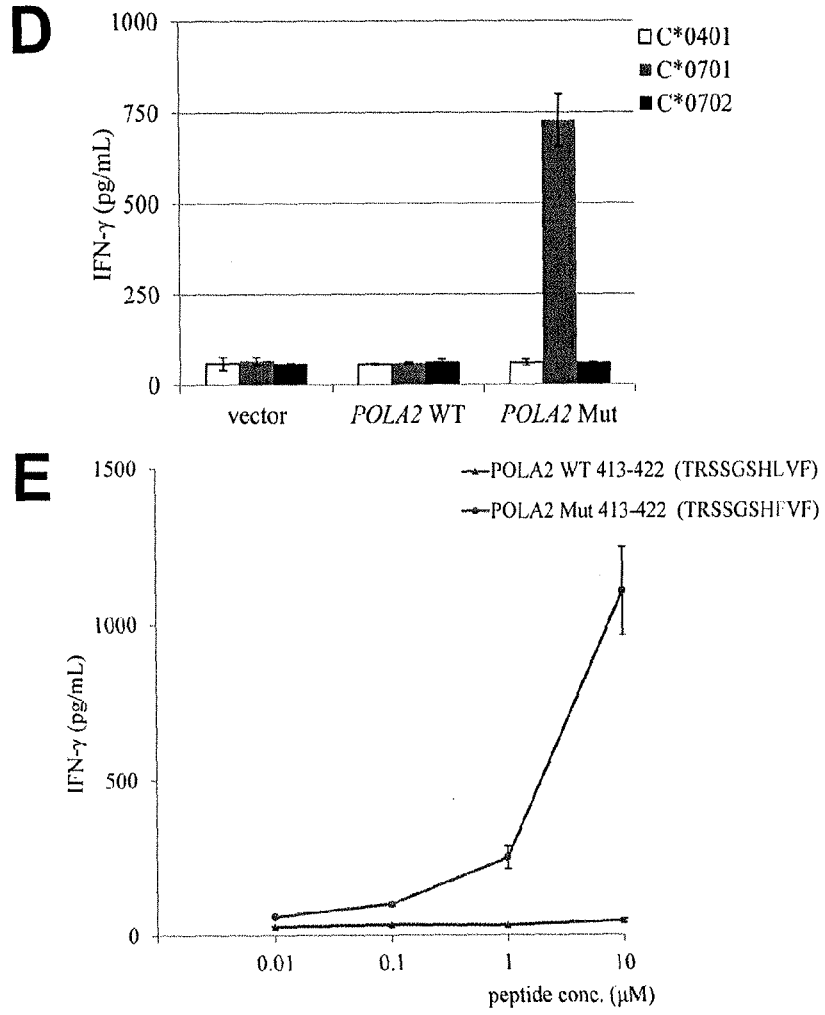 D
1000
750
500
250
0
IFN-γ (pg/mL)
C*0401
C*0701
C*0702
vector
POLA2 WT
POLA2 Mut
E
1500
1000
500
0
IFN-γ (pg/mL)
POLA2 WT 413-422 (TRSSGSHLVF)
POLA2 Mut 413-422 (TRSSGSHFVF)
0.01
0.1
1
10
peptide conc. (μM)